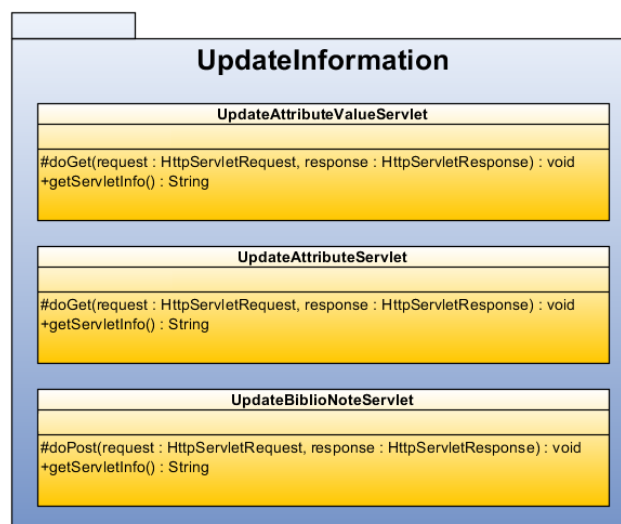 UpdateInformation
UpdateAttributeValueServlet
#doGet(request : HttpServletRequest, response : HttpServletResponse) : void
+getServletInfo() : String
UpdateAttributeServlet
#doGet(request : HttpServletRequest, response : HttpServletResponse) : void
+getServletInfo() : String
UpdateBiblioNoteServlet
#doPost(request : HttpServletRequest, response : HttpServletResponse) : void
+getServletInfo() : String